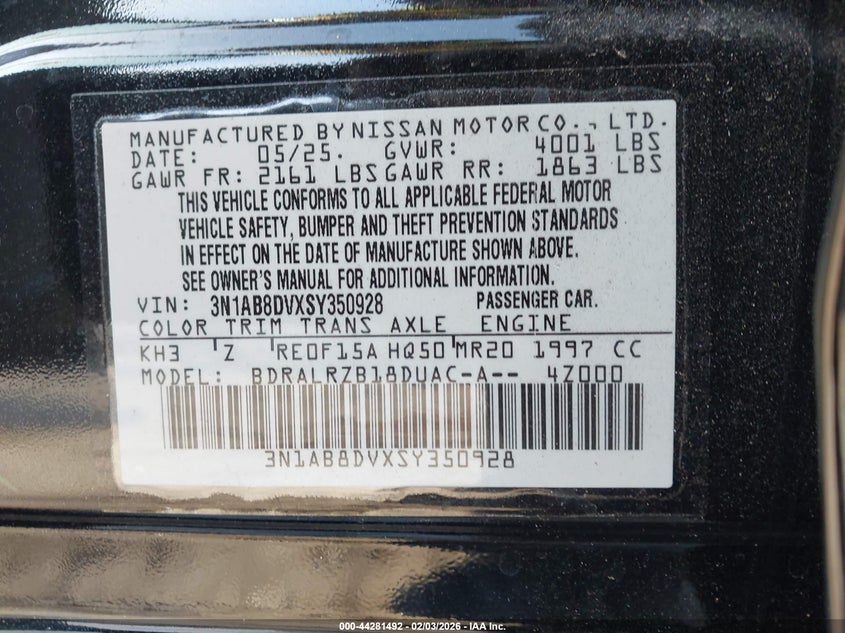 MANUFACTURED BY NISSAN MOTOR CO., LTD.
DATE: 05/25. GVWR: 4001 LBS
GAWR FR: 2161 LBS GAWR RR: 1863 LBS
THIS VEHICLE CONFORMS TO ALL APPLICABLE FEDERAL MOTOR
VEHICLE SAFETY, BUMPER AND THEFT PREVENTION STANDARDS
IN EFFECT ON THE DATE OF MANUFACTURE SHOWN ABOVE.
SEE OWNER'S MANUAL FOR ADDITIONAL INFORMATION.
VIN: 3N1AB8DVXSY350928 PASSENGER CAR.
COLOR TRIM TRANS AXLE ENGINE
KH3 Z RE0F15A HQ50 MR20 1997 CC
MODEL: BDRALRZB18DUAC-A-- 4Z000
3N1AB8DVXSY350928
000-44281492 - 02/03/2026 - IAA Inc.